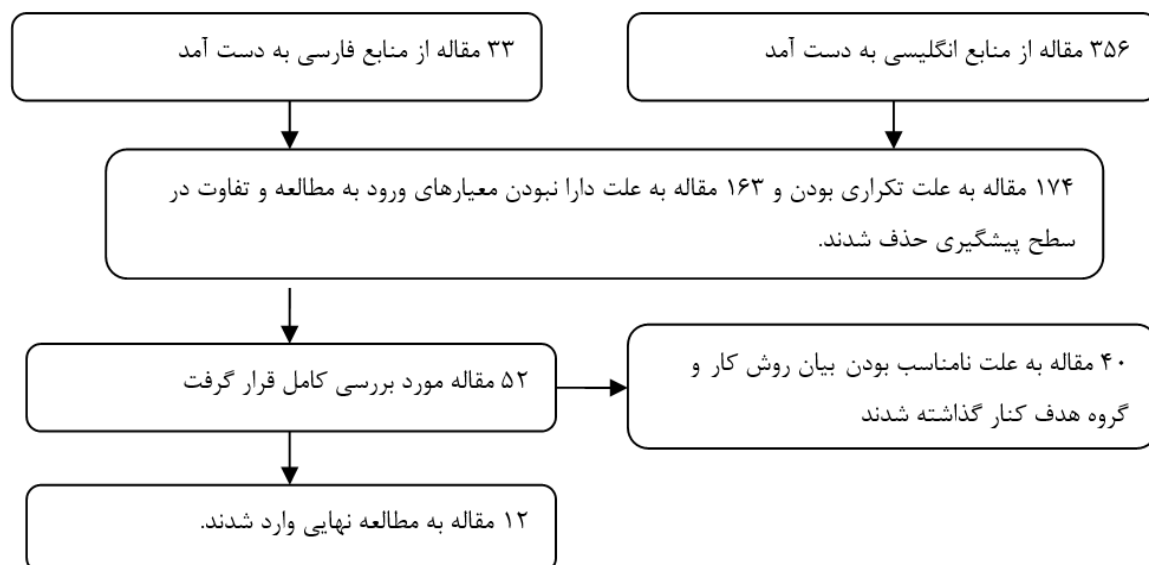 ۳۵۶ مقاله از منابع انگلیسی به دست آمد
۳۳ مقاله از منابع فارسی به دست آمد
۱۷۴ مقاله به علت تکراری بودن و ۱۶۳ مقاله به علت دارا نبودن معیارهای ورود به مطالعه و تفاوت در
سطح پیشگیری حذف شدند.
۵۲ مقاله مورد بررسی کامل قرار گرفت
۴۰ مقاله به علت نامناسب بودن بیان روش کار و
گروه هدف کنار گذاشته شدند
۱۲ مقاله به مطالعه نهایی وارد شدند.